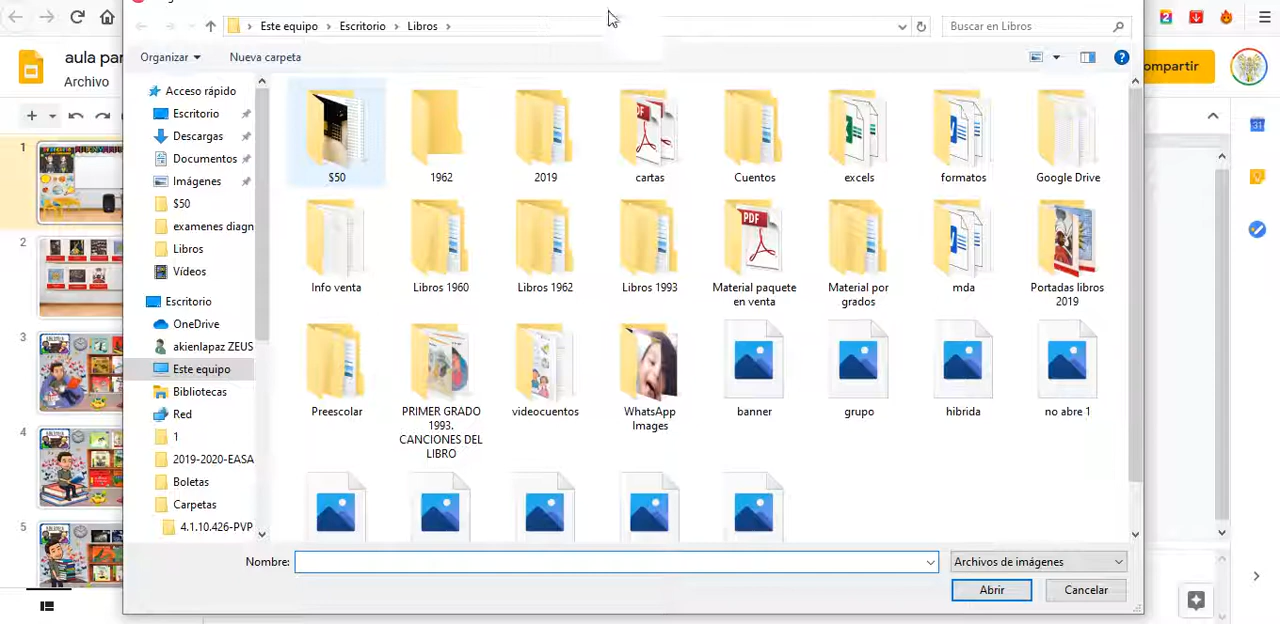 Este equipo > Escritorio > Libros >
Buscar en Libros
Organizar
Nueva carpeta
aula par
Archivo
ompartir
Acceso rápido
Escritorio
Descargas
Documentos
Imágenes
$50
examenes diagn
Libros
Vídeos
Escritorio
OneDrive
akienlapaz ZEUS
Este equipo
Bibliotecas
Red
1
2019-2020-EASA
Boletas
Carpetas
4.1.10.426-PVP
$50
1962
2019
cartas
Cuentos
excels
formatos
Google Drive
Info venta
Libros 1960
Libros 1962
Libros 1993
Material paquete
en venta
Material por
grados
mda
Portadas libros
2019
Preescolar
PRIMER GRADO
1993.
CANCIONES DEL
LIBRO
videocuentos
WhatsApp
Images
banner
grupo
hibrida
no abre 1
Nombre:
Archivos de imágenes
Abrir
Cancelar
1
2
3
4
5
PDF
PDF
31
2